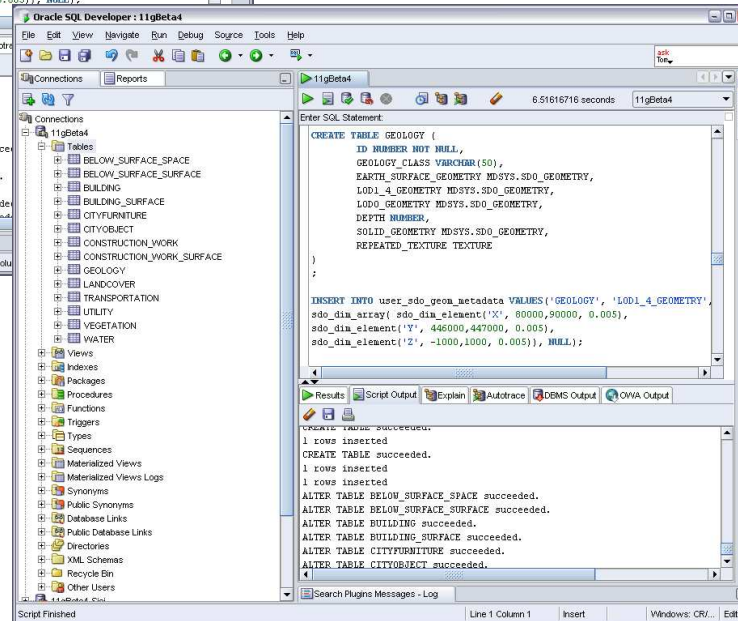 Oracle SQL Developer : 11gBeta4
File Edit View Navigate Run Debug Source Tools Help
ask
Tom
Connections
Reports
11gBeta4
6.51616716 seconds
11gBeta4
Enter SQL Statement:
Connections
11gBeta4
Tables
BELOW_SURFACE_SPACE
BELOW_SURFACE_SURFACE
BUILDING
BUILDING_SURFACE
CITYFURNITURE
CITYOBJECT
CONSTRUCTION_WORK
CONSTRUCTION_WORK_SURFACE
GEOLOGY
LANDCOVER
TRANSPORTATION
UTILITY
VEGETATION
WATER
Views
Indexes
Packages
Procedures
Functions
Triggers
Types
Sequences
Materialized Views
Materialized Views Logs
Synonyms
Public Synonyms
Database Links
Public Database Links
Directories
XML Schemas
Recycle Bin
Other Users
CREATE TABLE GEOLOGY (
ID NUMBER NOT NULL,
GEOLOGY_CLASS VARCHAR(50),
EARTH_SURFACE_GEOMETRY MDSYS.SDO_GEOMETRY,
LOD1_4_GEOMETRY MDSYS.SDO_GEOMETRY,
LOD0_GEOMETRY MDSYS.SDO_GEOMETRY,
DEPTH NUMBER,
SOLID_GEOMETRY MDSYS.SDO_GEOMETRY,
REPEATED_TEXTURE TEXTURE
)
;
INSERT INTO user_sdo_geom_metadata VALUES('GEOLOGY', 'LOD1_4_GEOMETRY',
sdo_dim_array( sdo_dim_element('X', 80000,90000, 0.005),
sdo_dim_element('Y', 446000,447000, 0.005),
sdo_dim_element('Z', -1000,1000, 0.005)), NULL);
Results
Script Output
Explain
Autotrace
DBMS Output
OWA Output
CREATE TABLE succeeded.
1 rows inserted
CREATE TABLE succeeded.
1 rows inserted
1 rows inserted
ALTER TABLE BELOW_SURFACE_SPACE succeeded.
ALTER TABLE BELOW_SURFACE_SURFACE succeeded.
ALTER TABLE BUILDING succeeded.
ALTER TABLE BUILDING_SURFACE succeeded.
ALTER TABLE CITYFURNITURE succeeded.
ALTER TABLE CITYOBJECT succeeded.
Search Plugins Messages - Log
Script Finished
Line 1 Column 1
Insert
Windows: CR/...
Edit